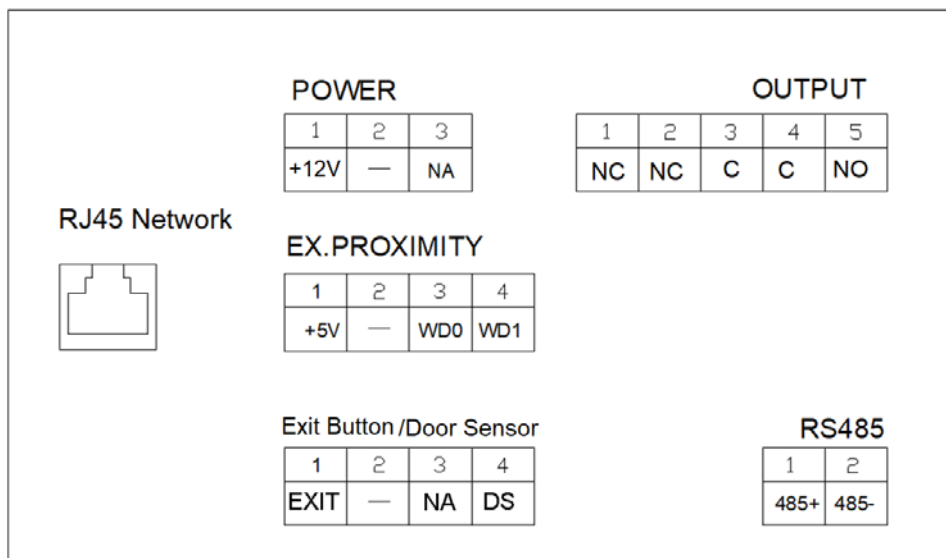 POWER
1 2 3
+12V — NA
OUTPUT
1 2 3 4 5
NC NC C C NO
RJ45 Network
EX.PROXIMITY
1 2 3 4
+5V — WD0 WD1
Exit Button/Door Sensor
1 2 3 4
EXIT — NA DS
RS485
1 2
485+ 485-